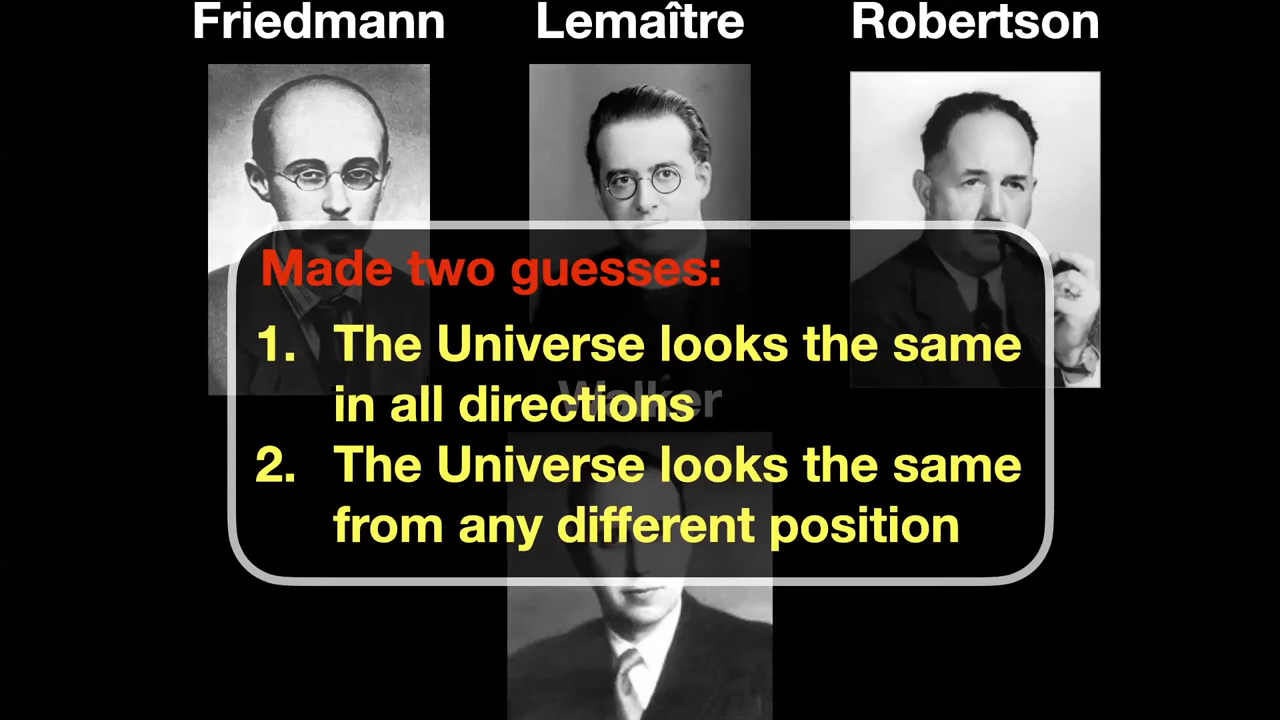 Friedmann Lemaître Robertson
Made two guesses:
1. The Universe looks the same
in all directions
Walker
2. The Universe looks the same
from any different position